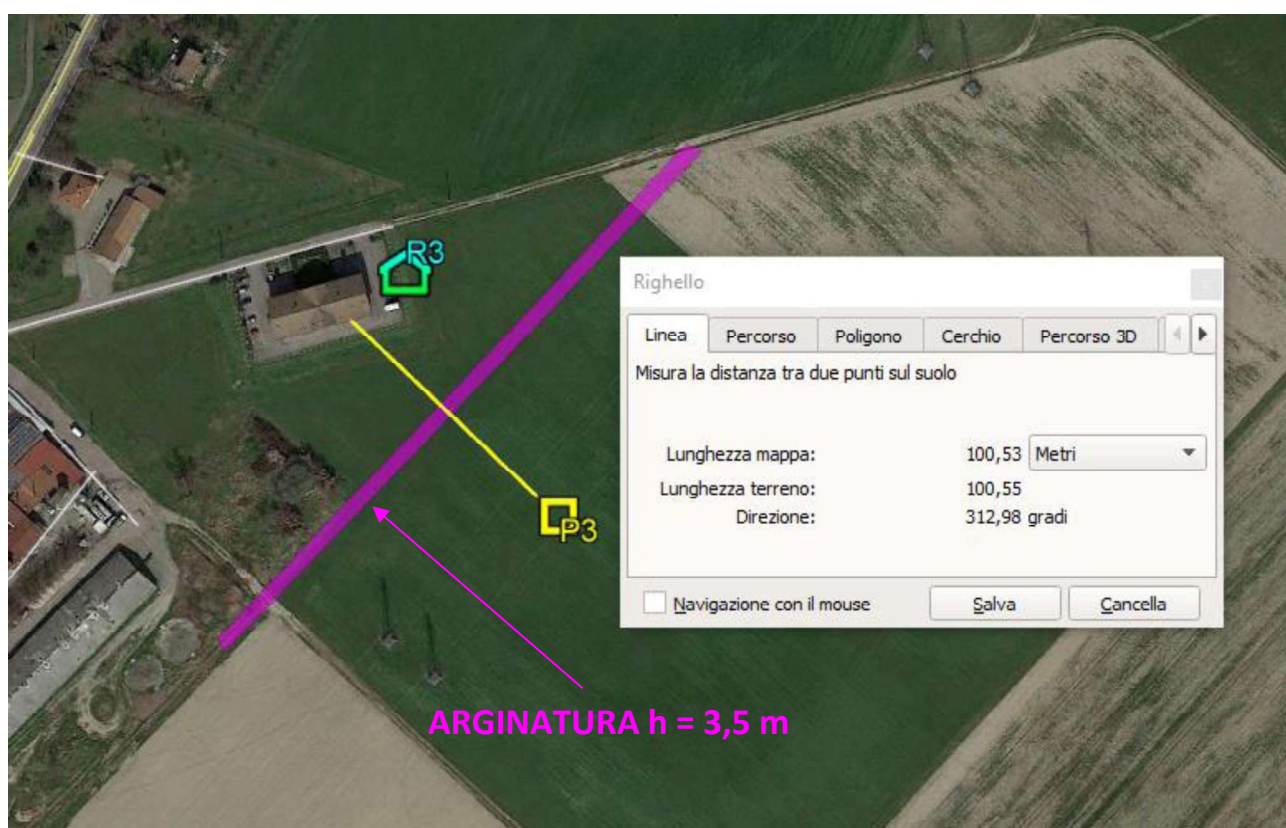 R3
Righello
Linea Percorso Poligono Cerchio Percorso 3D
Misura la distanza tra due punti sul suolo
Lunghezza mappa: 100,53 Metri
Lunghezza terreno: 100,55
Direzione: 312,98 gradi
P3
Navigazione con il mouse Salva Cancella
ARGINATURA h = 3,5 m